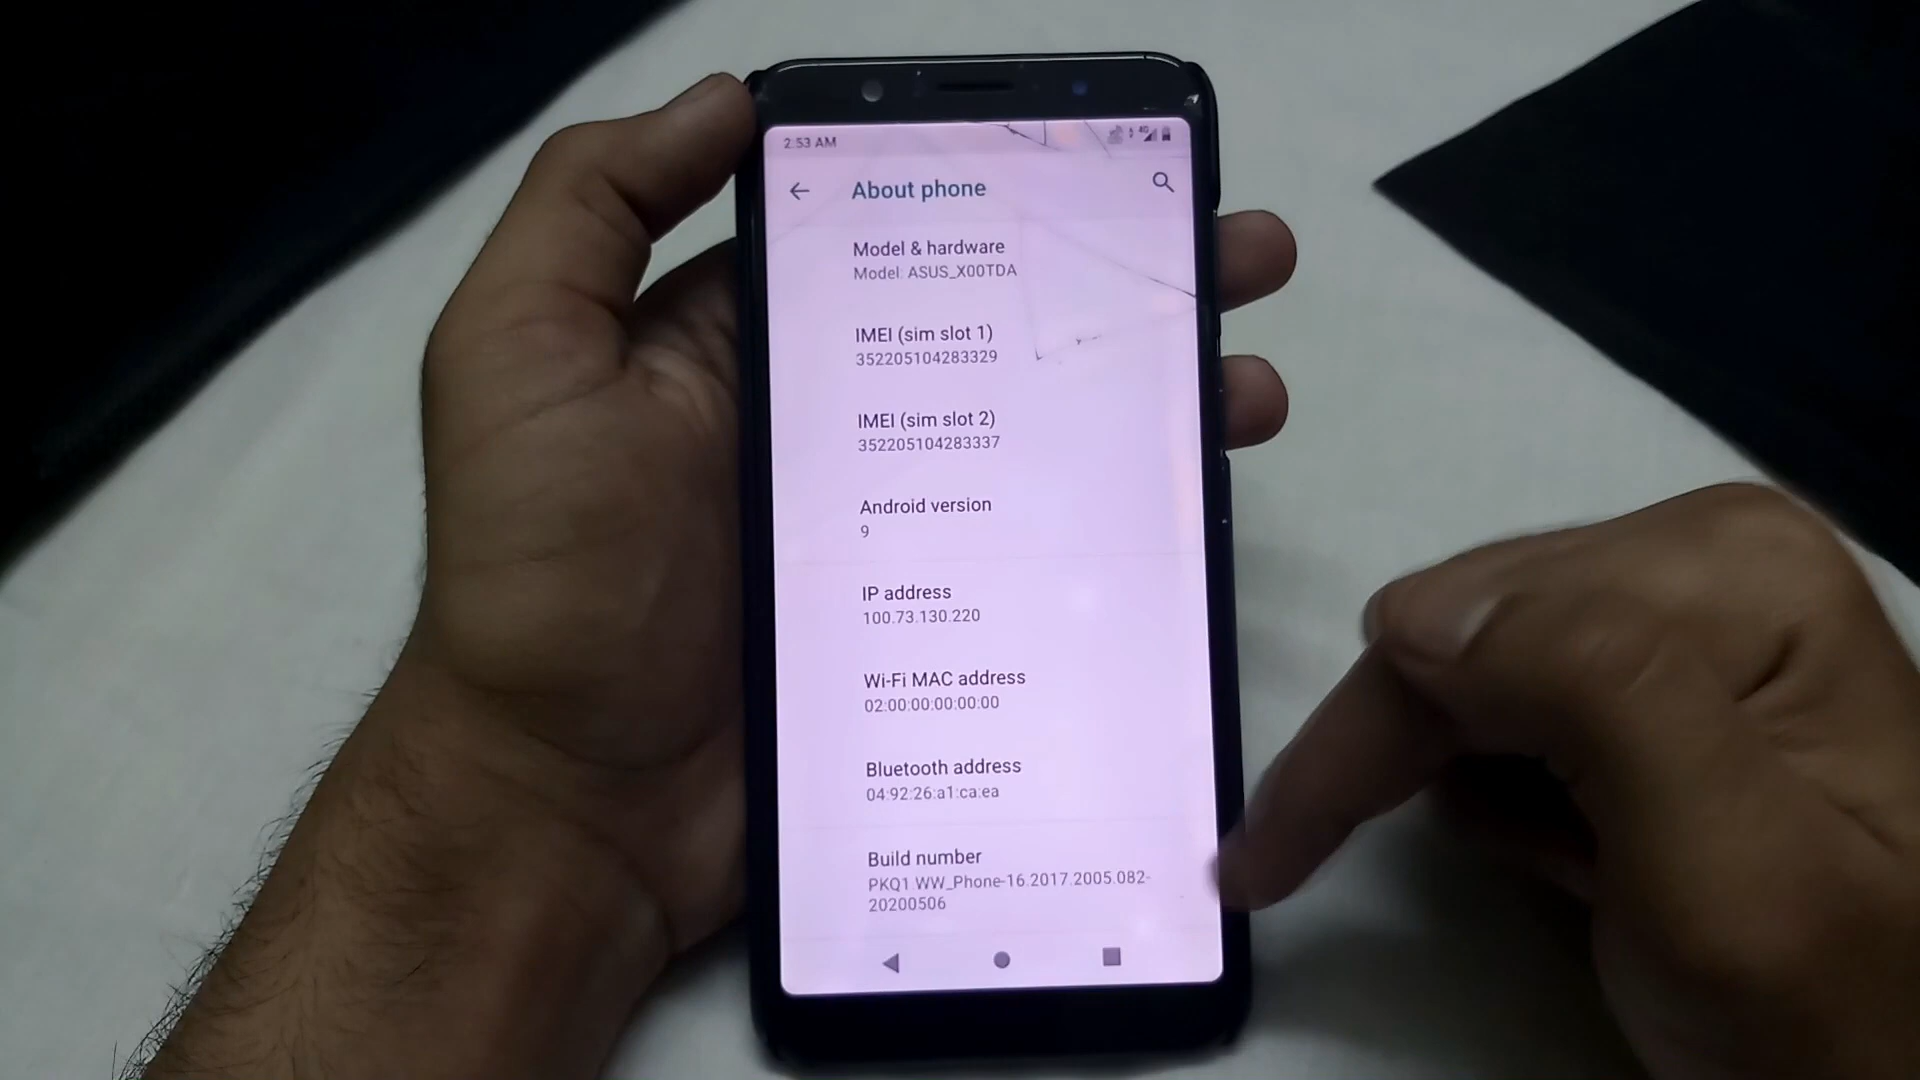 2:53 AM
4G
About phone
Model & hardware
Model: ASUS_X00TDA
IMEI (sim slot 1)
352205104283329
IMEI (sim slot 2)
352205104283337
Android version
9
IP address
100.73.130.220
Wi-Fi MAC address
02:00:00:00:00:00
Bluetooth address
04:92:26:a1:ca:ea
Build number
PKQ1 WW_Phone-16.2017.2005.082-
20200506